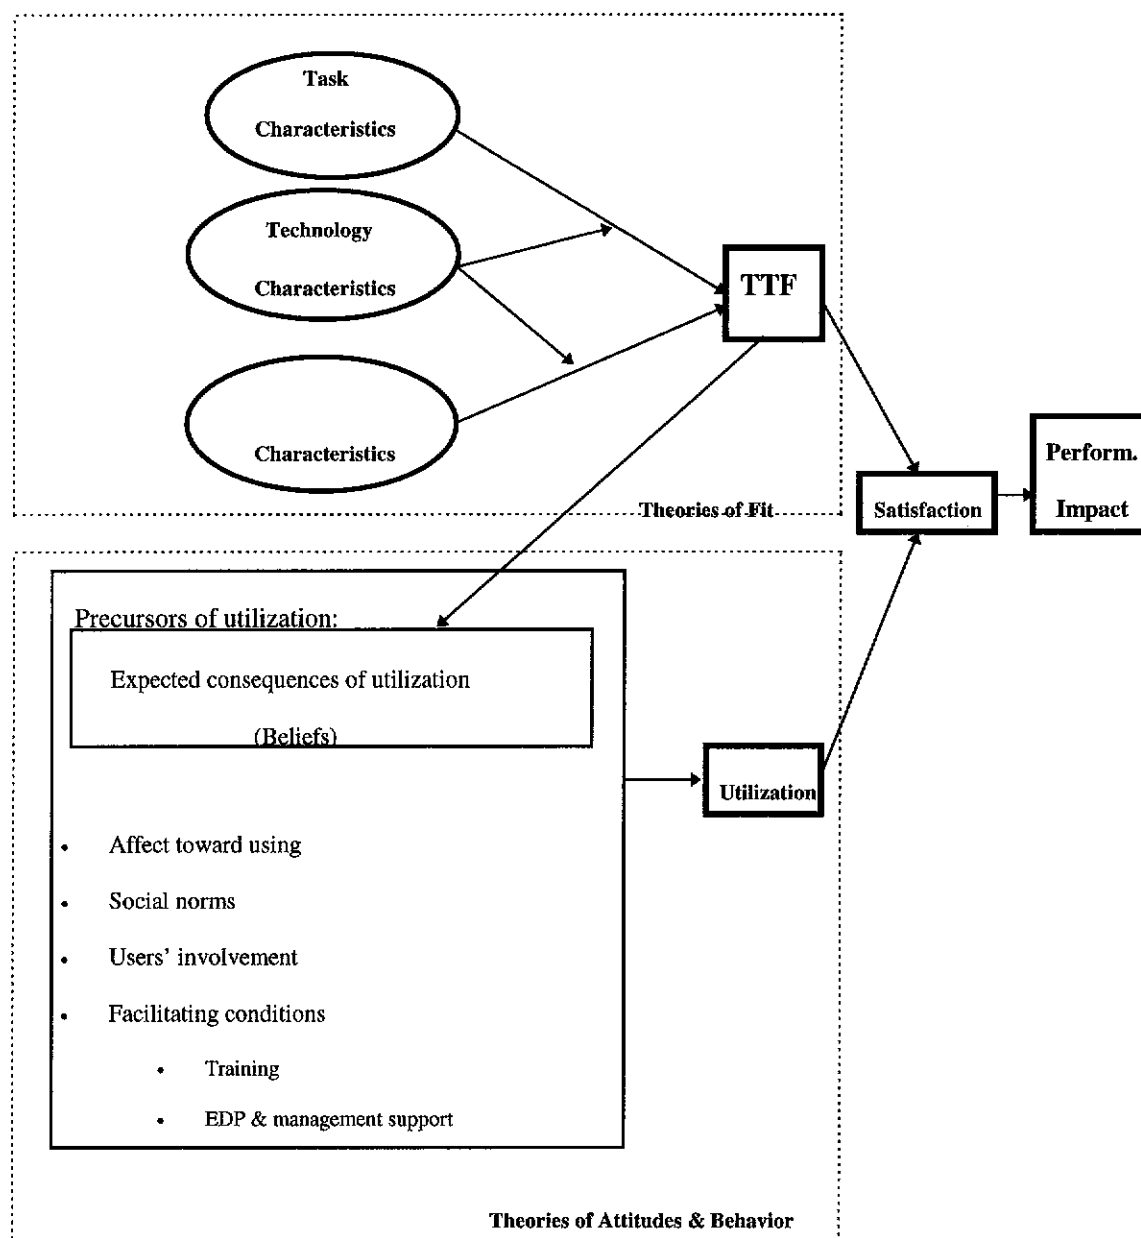 Task
Characteristics
Technology
Characteristics
TTF
Characteristics
Perform.
Impact
Satisfaction
Theories of Fit
Precursors of utilization:
Expected consequences of utilization
(Beliefs)
Utilization
• Affect toward using
• Social norms
• Users' involvement
• Facilitating conditions
• Training
• EDP & management support
Theories of Attitudes & Behavior